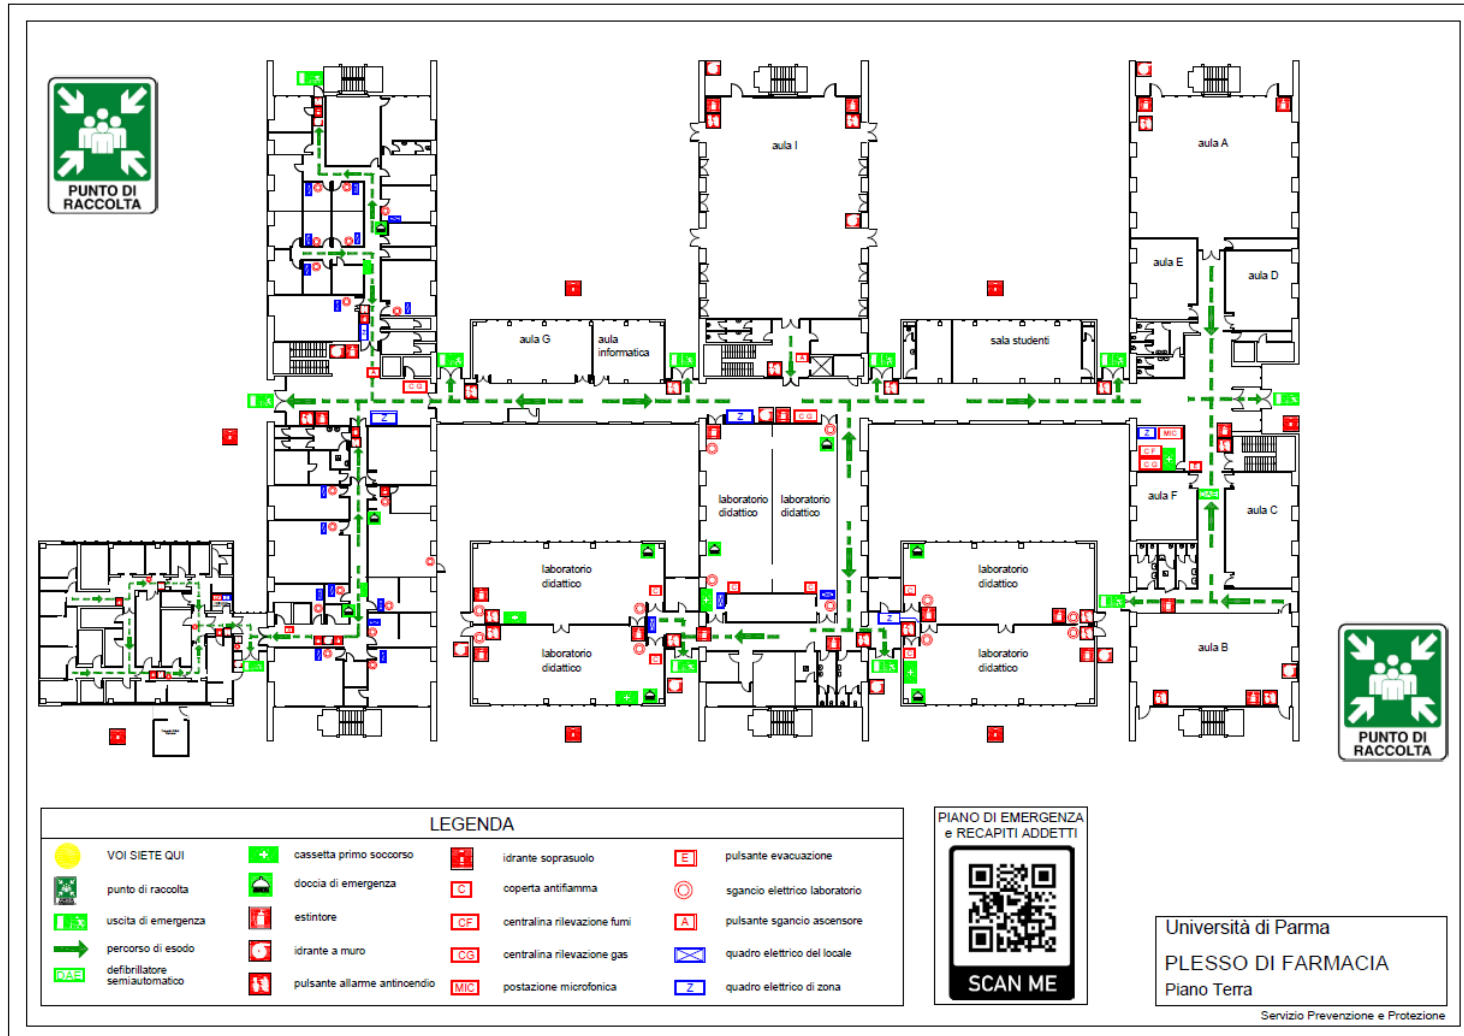 PUNTO DI
RACCOLTA
aula I
aula A
aula E
aula D
aula G
aula
informatica
sala studenti
A
A
CG
Z
Z
CG
Z
MIC
CF
CG
E
aula F
aula C
laboratorio
didattico
laboratorio
didattico
laboratorio
didattico
laboratorio
didattico
C
C
C
C
Z
laboratorio
didattico
laboratorio
didattico
C
C
aula B
PUNTO DI
RACCOLTA
LEGENDA
VOI SIETE QUI
punto di raccolta
uscita di emergenza
percorso di esodo
DAE
defibrillatore
semiautomatico
cassetta primo soccorso
doccia di emergenza
estintore
idrante a muro
pulsante allarme antincendio
idrante soprasuolo
C
coperta antifiamma
CF
centralina rilevazione fumi
CG
centralina rilevazione gas
MIC
postazione microfonica
E
pulsante evacuazione
sgancio elettrico laboratorio
A
pulsante sgancio ascensore
quadro elettrico del locale
Z
quadro elettrico di zona
PIANO DI EMERGENZA
e RECAPITI ADDETTI
SCAN ME
Università di Parma
PLESSO DI FARMACIA
Piano Terra
Servizio Prevenzione e Protezione